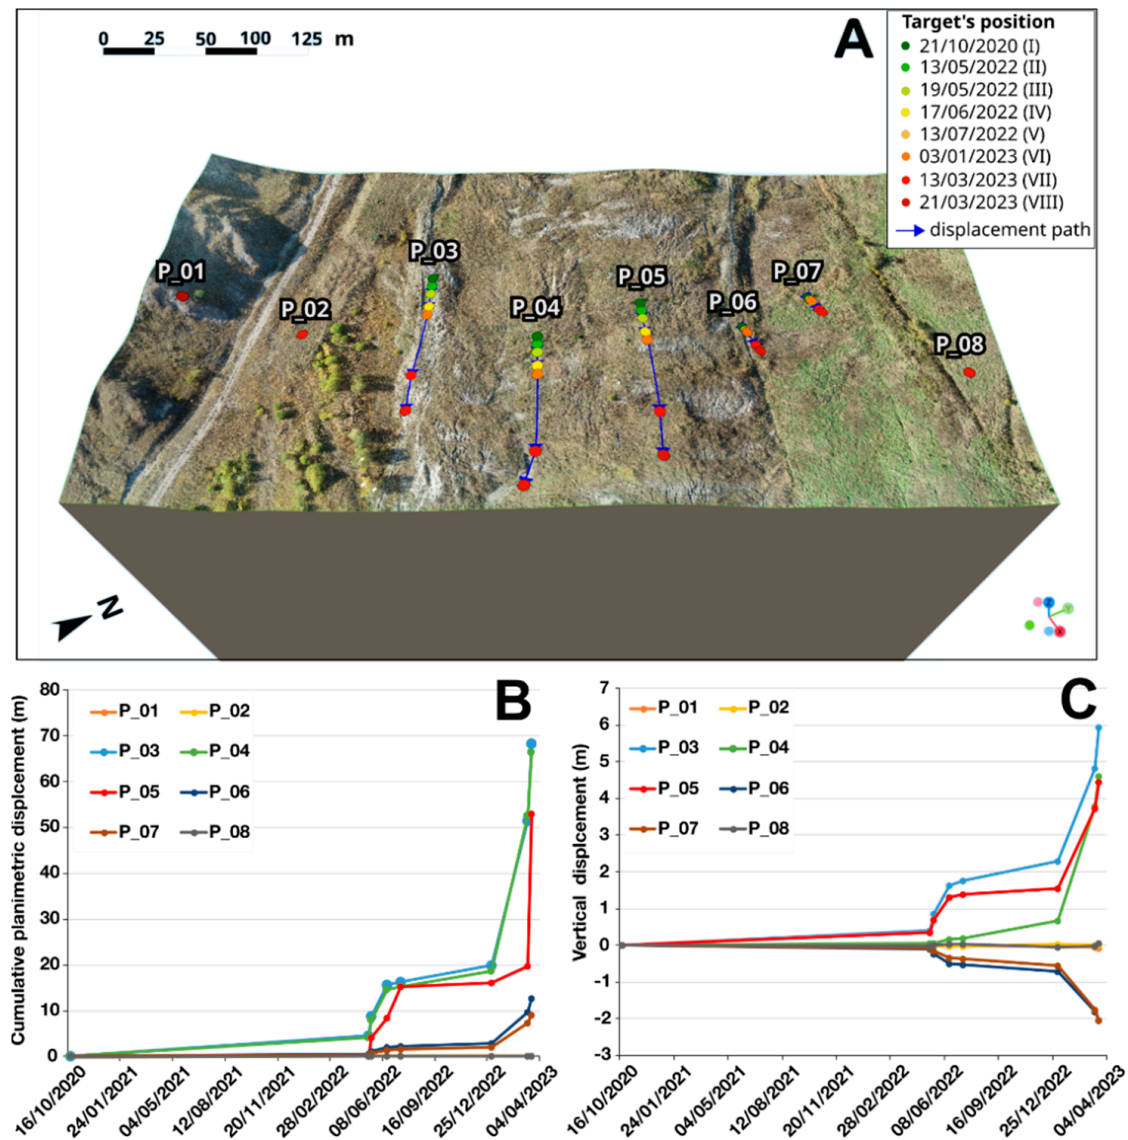 0 25 50 100 125 m
A
Target's position
21/10/2020 (I)
13/05/2022 (II)
19/05/2022 (III)
17/06/2022 (IV)
13/07/2022 (V)
03/01/2023 (VI)
13/03/2023 (VII)
21/03/2023 (VIII)
displacement path
P_01
P_02
P_03
P_04
P_05
P_06
P_07
P_08
N
Z
Y
X
B
Cumulative planimetric displcement (m)
80
70
60
50
40
30
20
10
0
P_01 P_02
P_03 P_04
P_05 P_06
P_07 P_08
16/10/2020 24/01/2021 04/05/2021 12/08/2021 20/11/2021 28/02/2022 08/06/2022 16/09/2022 25/12/2022 04/04/2023
C
Vertical displcement (m)
7
6
5
4
3
2
1
0
-1
-2
-3
P_01 P_02
P_03 P_04
P_05 P_06
P_07 P_08
16/10/2020 24/01/2021 04/05/2021 12/08/2021 20/11/2021 28/02/2022 08/06/2022 16/09/2022 25/12/2022 04/04/2023